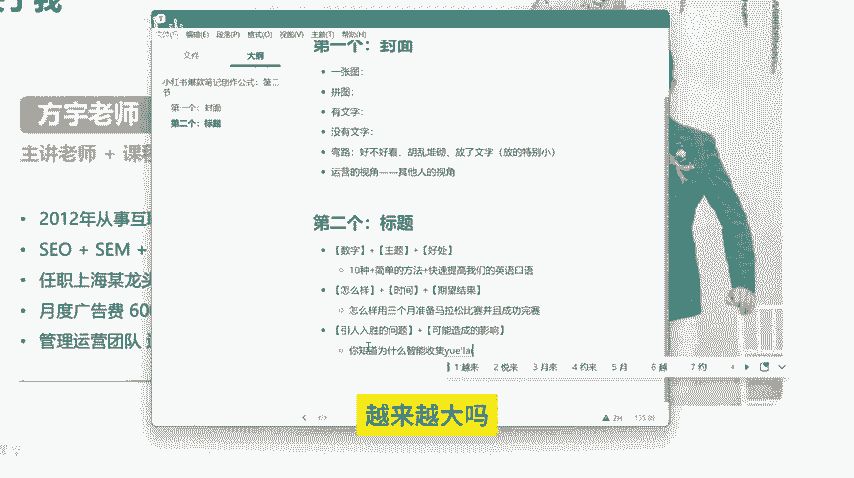 于我
方宇老师
主讲老师 + 课程
• 2012年从事互联
• SEO + SEM +
• 任职上海某龙头
• 月度广告费 600
• 管理运营团队
文件(F) 编辑(E) 段落(P) 格式(O) 视图(V) 主题(T) 帮助(H)
文件 大纲
小红书爆款笔记创作公式：第二节
第一个：封面
第二个：标题
第一个：封面
• 一张图：
• 拼图：
• 有文字：
• 没有文字：
• 弯路：好不好看、胡乱堆砌、放了文字（放的特别小）
• 运营的视角——其他人的视角
第二个：标题
• 【数字】+【主题】+【好处】
○ 10种+简单的方法+快速提高我们的英语口语
• 【怎么样】+【时间】+【期望结果】
○ 怎么样用三个月准备马拉松比赛并且成功完赛
• 【引人入胜的问题】+【可能造成的影响】
○ 你知道为什么智能收集yue'lai
1 越来 2 悦来 3 月来 4 约来 5 月 6 越 7 约
越来越大吗